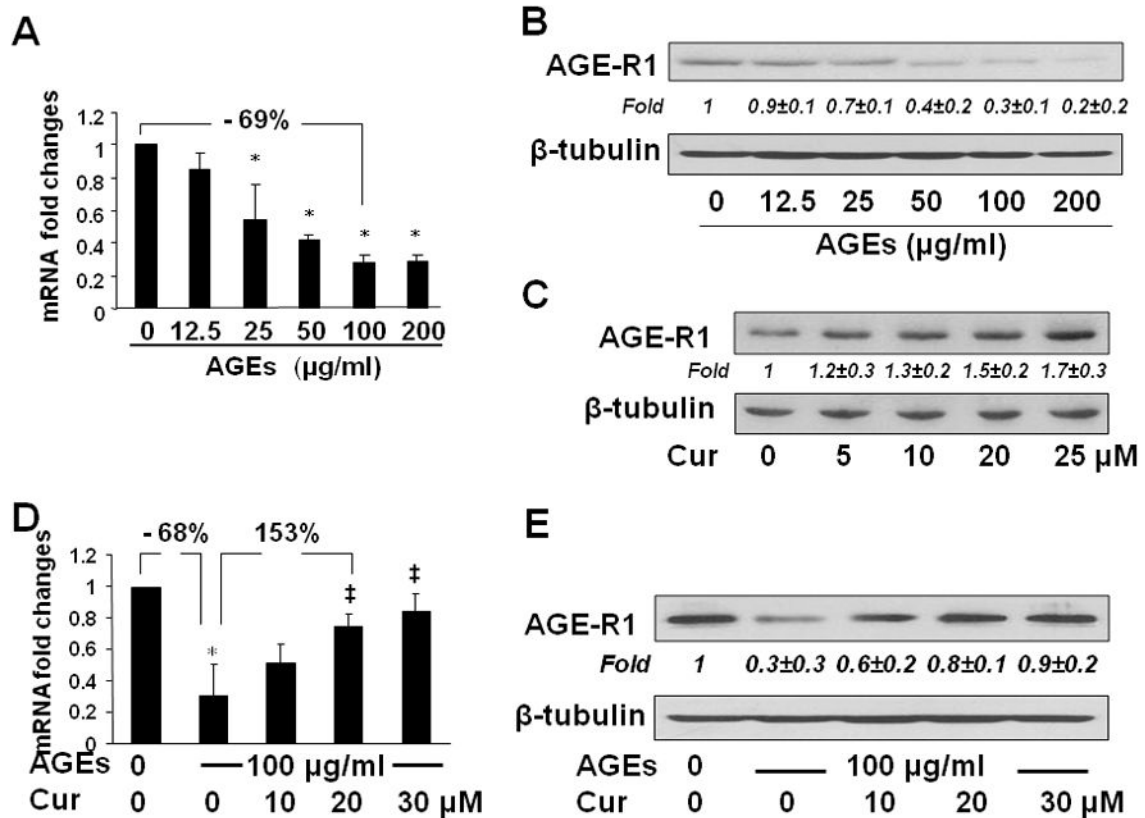 A
mRNA fold changes
1.2
1
0.8
0.6
0.4
0.2
0
- 69%
* * * *
0 12.5 25 50 100 200
AGEs (µg/ml)
B
AGE-R1
Fold 1 0.9±0.1 0.7±0.1 0.4±0.2 0.3±0.1 0.2±0.2
β-tubulin
0 12.5 25 50 100 200
AGEs (µg/ml)
C
AGE-R1
Fold 1 1.2±0.3 1.3±0.2 1.5±0.2 1.7±0.3
β-tubulin
Cur 0 5 10 20 25 µM
D
mRNA fold changes
- 68% 153%
1.2
1
0.8
0.6
0.4
0.2
0
* ‡ ‡
AGEs 0 100 µg/ml
Cur 0 0 10 20 30 µM
E
AGE-R1
Fold 1 0.3±0.3 0.6±0.2 0.8±0.1 0.9±0.2
β-tubulin
AGEs 0 100 µg/ml
Cur 0 0 10 20 30 µM